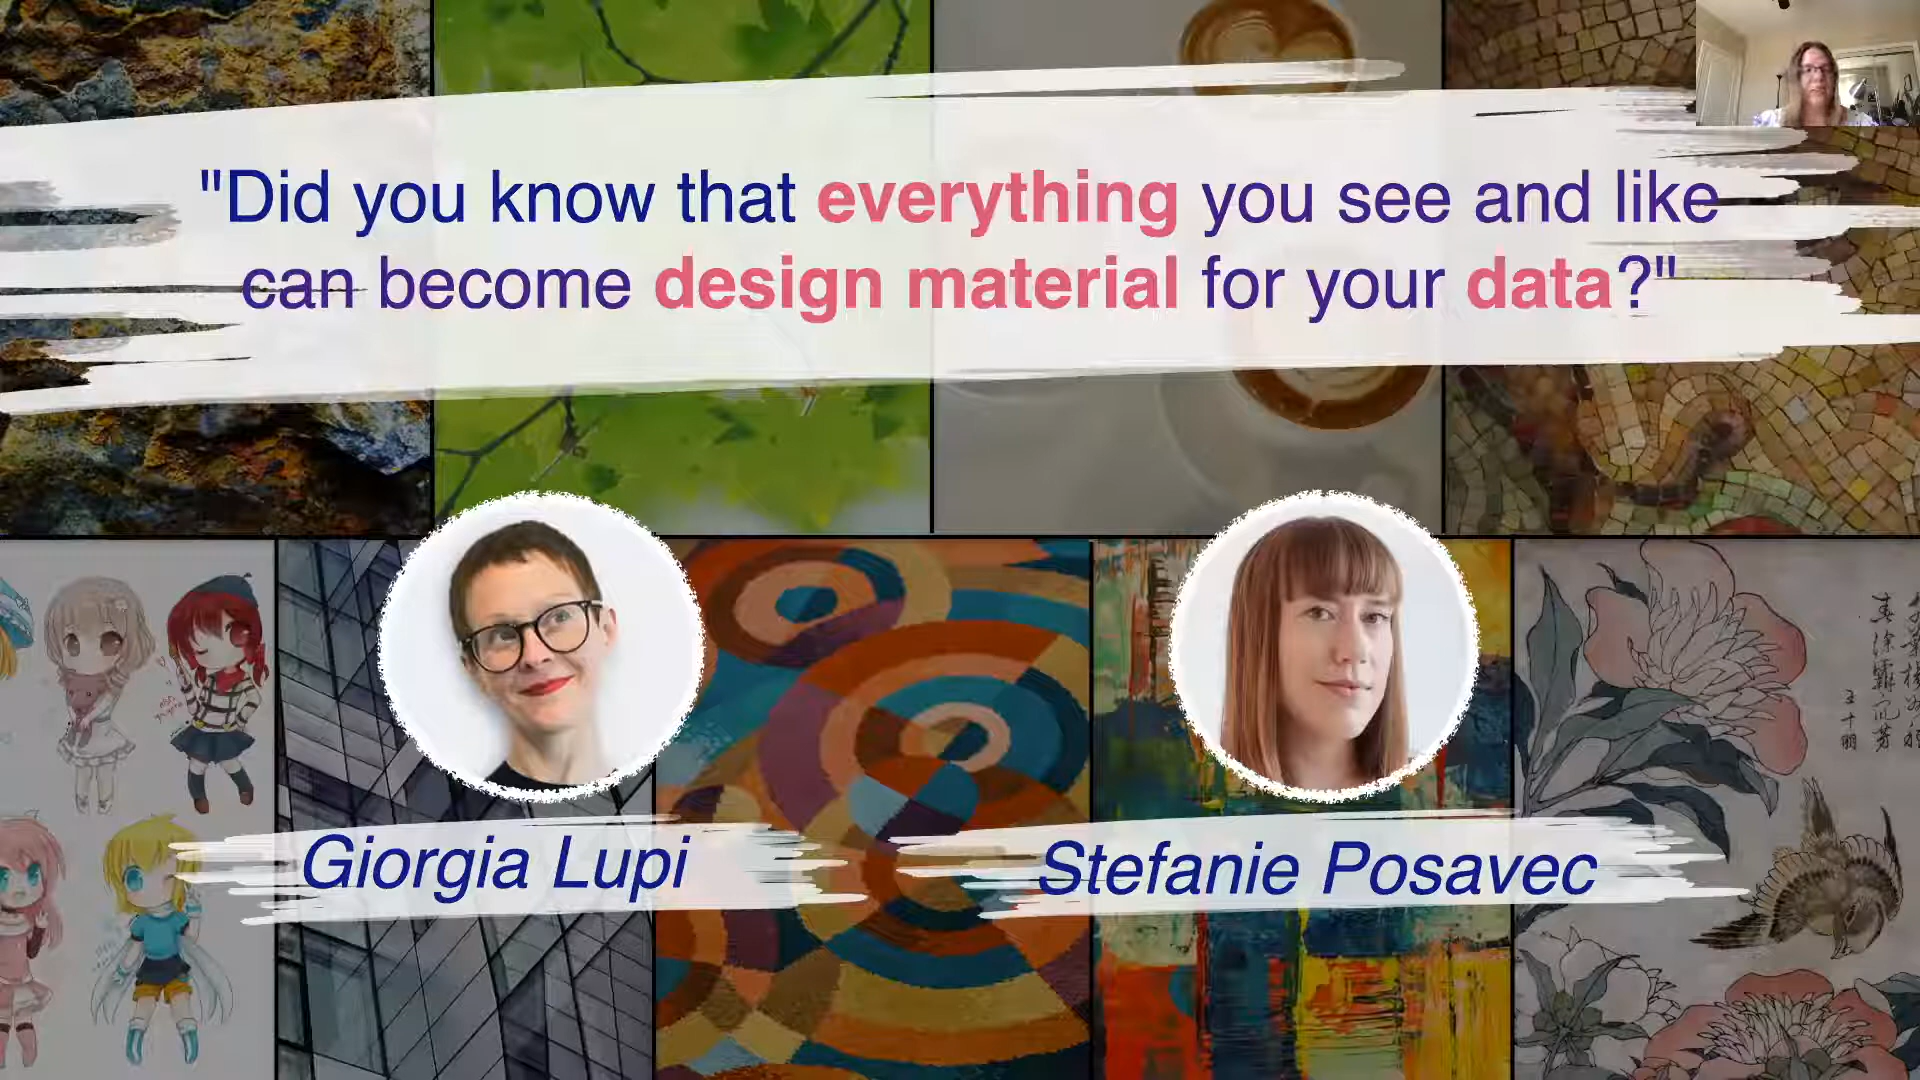 "Did you know that everything you see and like
can become design material for your data?"
Giorgia Lupi
Stefanie Posavec